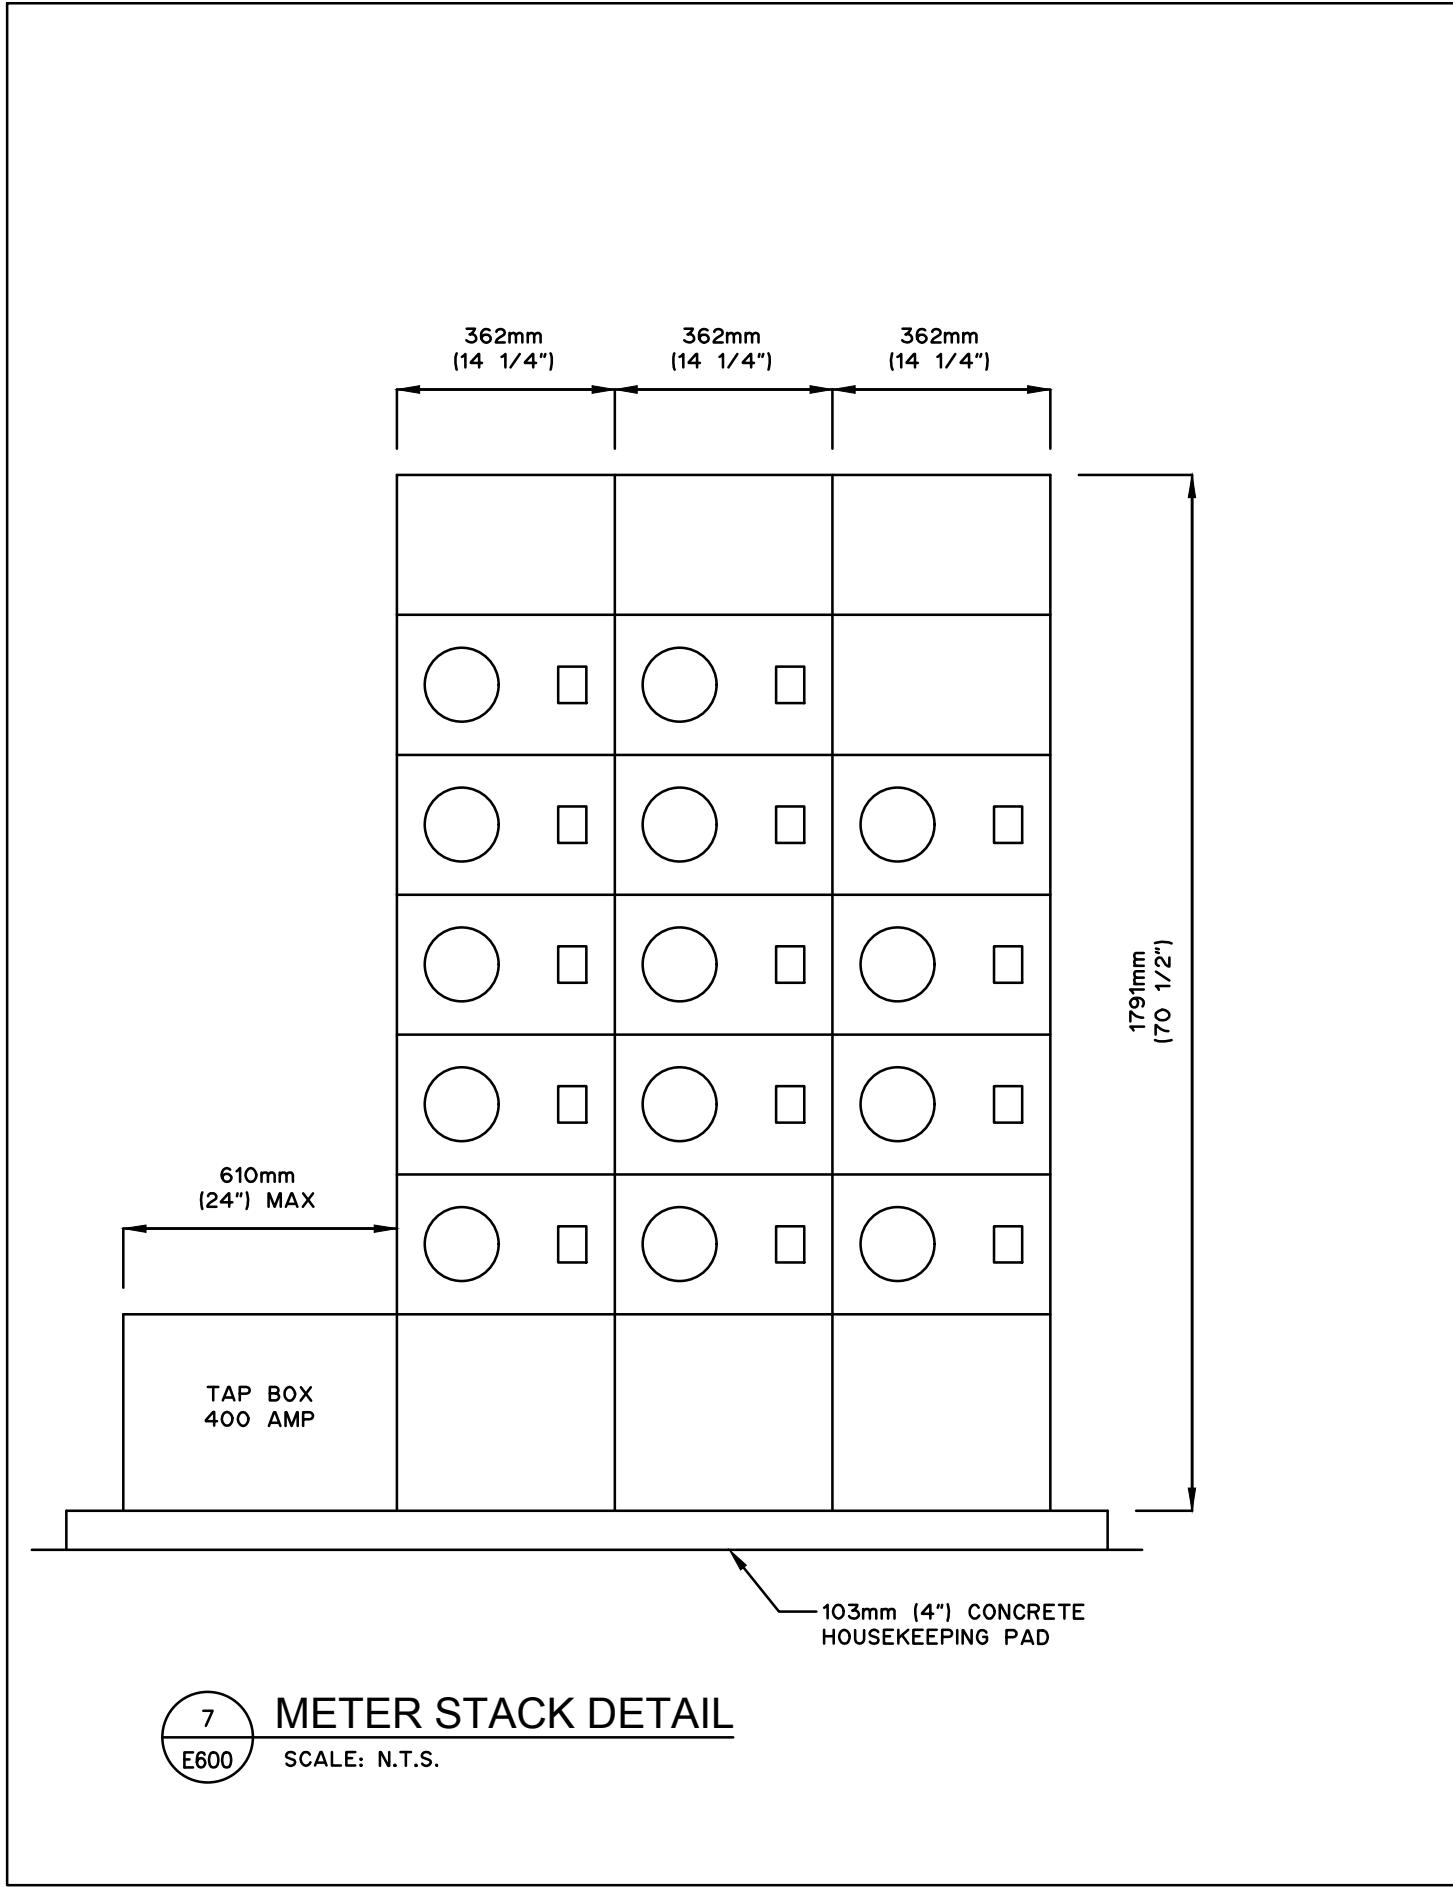 362mm
(14 1/4")
362mm
(14 1/4")
362mm
(14 1/4")
1791mm
(70 1/2")
610mm
(24") MAX
TAP BOX
400 AMP
103mm (4") CONCRETE
HOUSEKEEPING PAD
7
E600
METER STACK DETAIL
SCALE: N.T.S.